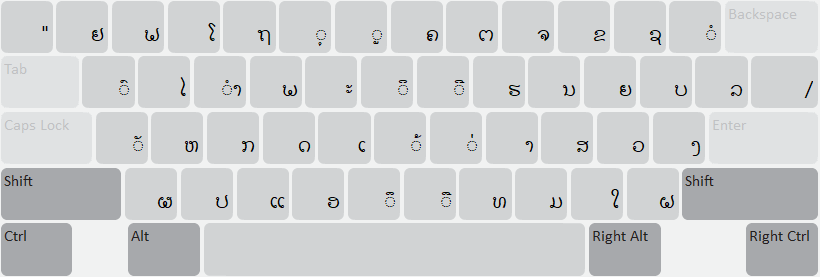 " ຢ ຟ ໂ ຖ ◌ຸ ◌ູ ຄ ຕ ຈ ຂ ຊ ◌ໍ Backspace
Tab ◌ົ ໄ ◌ຳ ພ ະ ◌ິ ◌ີ ຮ ນ ຍ ບ ລ /
Caps Lock ◌ັ ຫ ກ ດ ເ ◌້ ◌່ າ ສ ວ ງ Enter
Shift ຜ ປ ແ ອ ◌ຶ ◌ື ທ ມ ໃ ຝ Shift
Ctrl Alt Right Alt Right Ctrl